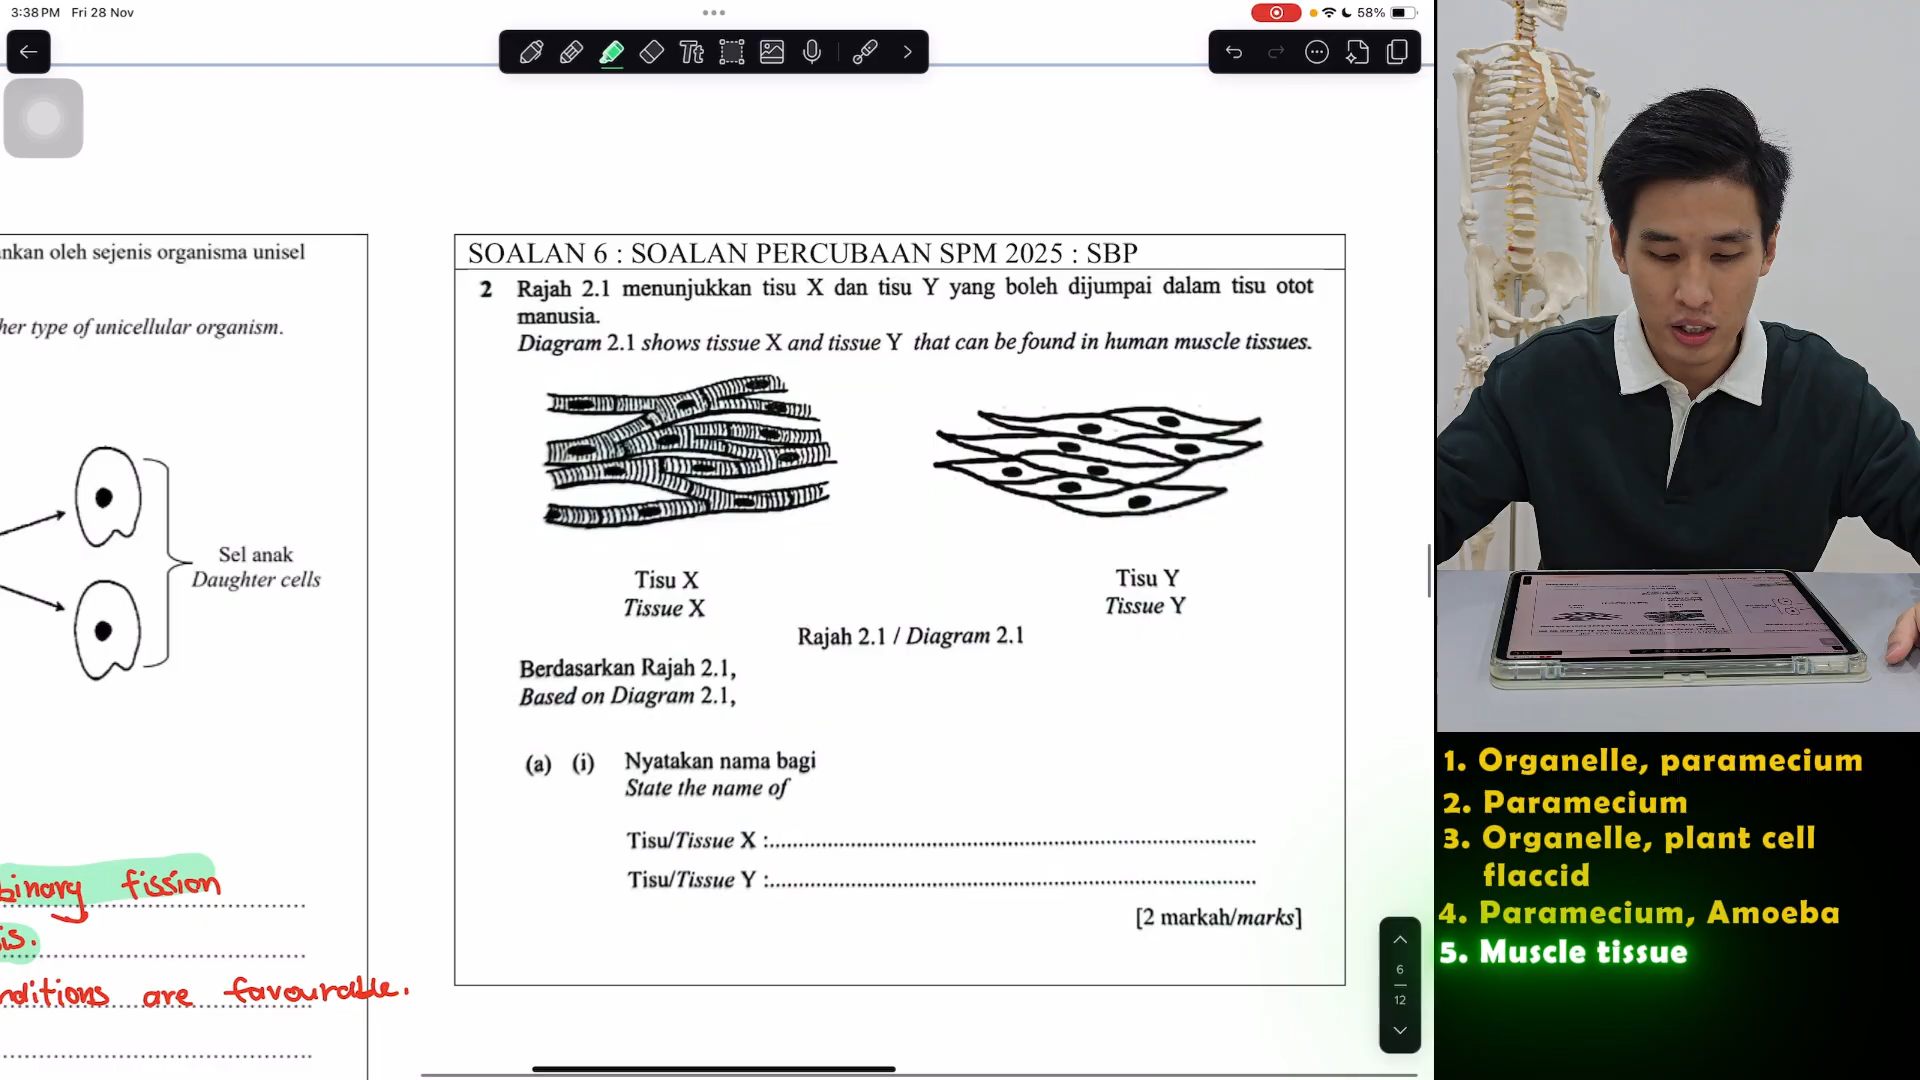 3:38 PM Fri 28 Nov
58%
Tt
nkan oleh sejenis organisma unisel
her type of unicellular organism.
Sel anak
Daughter cells
binary fission
is.
nditions are favourable.
SOALAN 6 : SOALAN PERCUBAAN SPM 2025 : SBP
2 Rajah 2.1 menunjukkan tisu X dan tisu Y yang boleh dijumpai dalam tisu otot
manusia.
Diagram 2.1 shows tissue X and tissue Y that can be found in human muscle tissues.
Tisu X
Tissue X
Tisu Y
Tissue Y
Rajah 2.1 / Diagram 2.1
Berdasarkan Rajah 2.1,
Based on Diagram 2.1,
(a) (i) Nyatakan nama bagi
State the name of
Tisu/Tissue X :
Tisu/Tissue Y :
[2 markah/marks]
6
12
1. Organelle, paramecium
2. Paramecium
3. Organelle, plant cell
flaccid
4. Paramecium, Amoeba
5. Muscle tissue